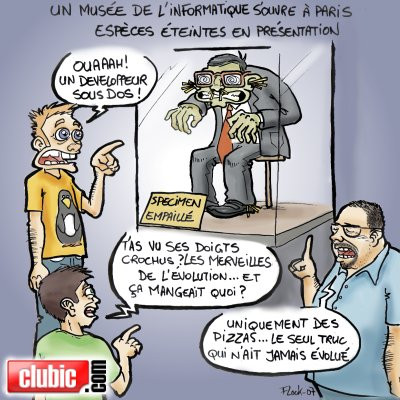 UN MUSÉE DE L'INFORMATIQUE S'OUVRE À PARIS
ESPÈCES ÉTEINTES EN PRÉSENTATION
OUAAAH!
UN DEVELOPPEUR
SOUS DOS!
SPECIMEN
EMPAILLÉ
T'AS VU SES DOIGTS
CROCHUS? LES MERVEILLES
DE L'ÉVOLUTION... ET
ÇA MANGEAIT QUOI?
UNIQUEMENT DES
PIZZAS... LE SEUL TRUC
QUI N'AIT JAMAIS ÉVOLUÉ
clubic.com
FLock-07